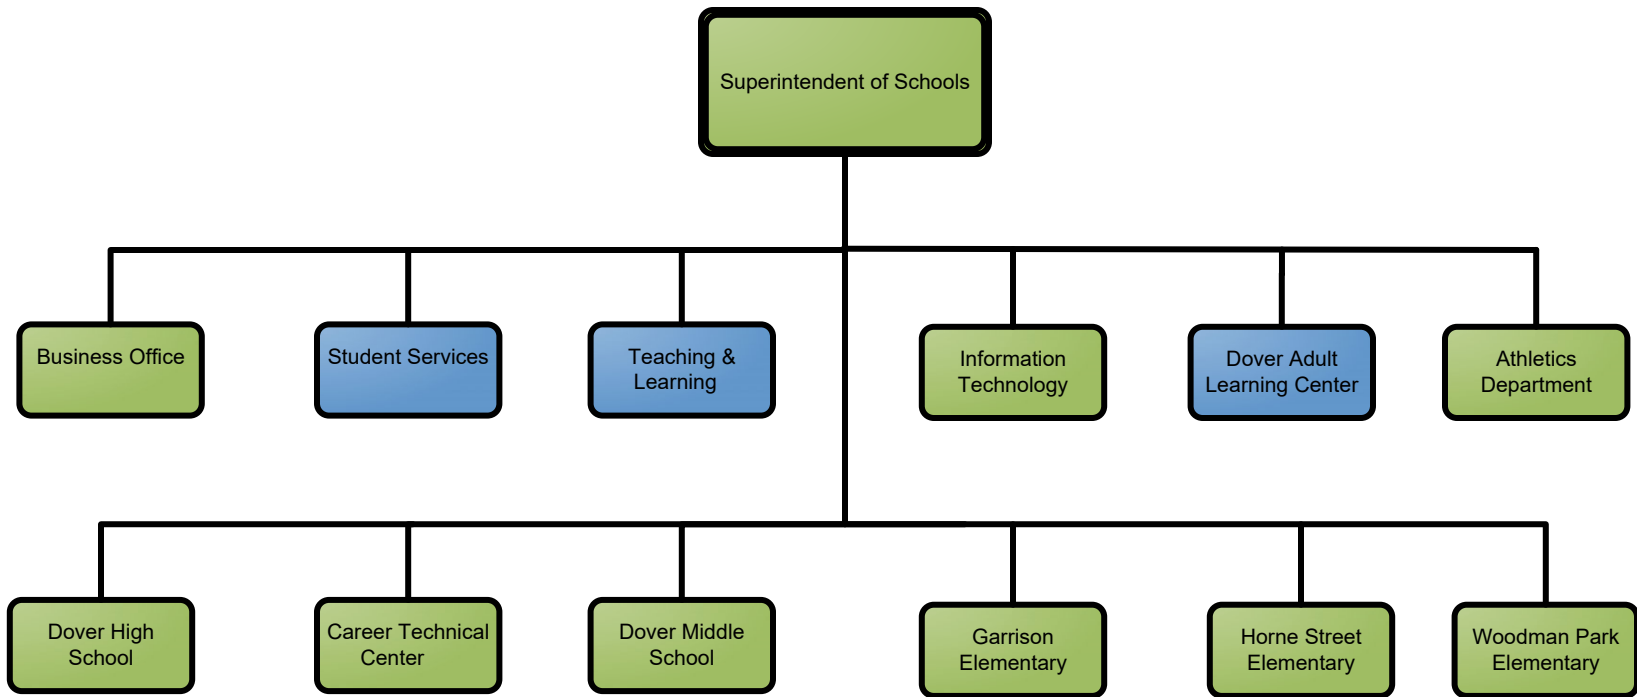 Superintendent of Schools
Business Office
Student Services
Teaching &
Learning
Information
Technology
Dover Adult
Learning Center
Athletics
Department
Dover High
School
Career Technical
Center
Dover Middle
School
Garrison
Elementary
Horne Street
Elementary
Woodman Park
Elementary